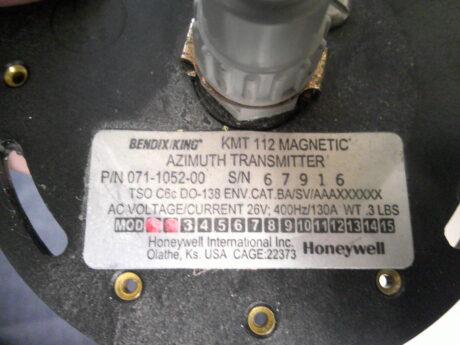 BENDIX/KING® KMT 112 MAGNETIC
AZIMUTH TRANSMITTER
P/N 071-1052-00 S/N 67916
TSO C6c DO-138 ENV.CAT.BA/SV/AAAXXXXXX
AC VOLTAGE/CURRENT 26V; 400Hz/130A WT .3 LBS
MOD 3 4 5 6 7 8 9 10 11 12 13 14 15
Honeywell International Inc. Honeywell
Olathe, Ks. USA CAGE:22373